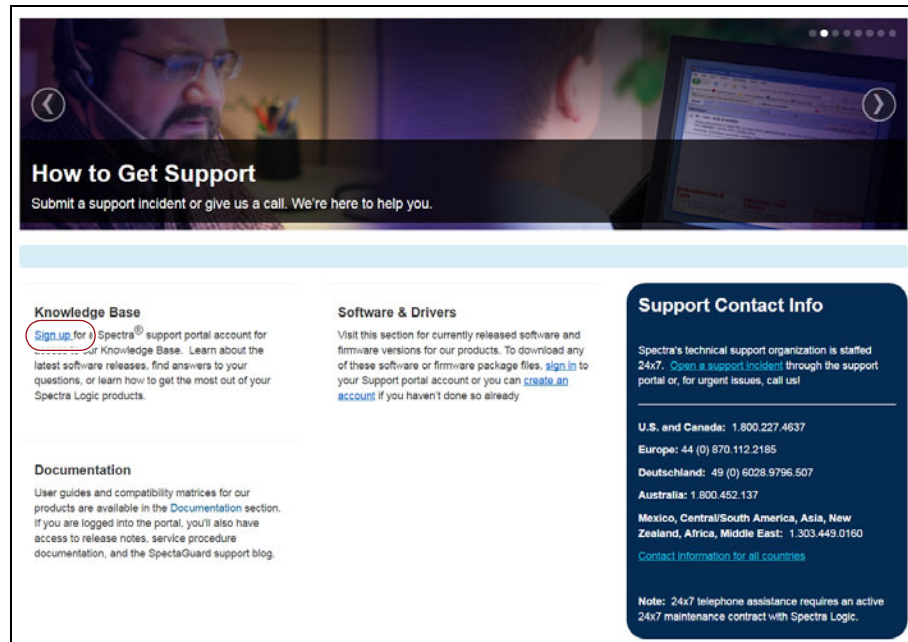 How to Get Support
Submit a support incident or give us a call. We're here to help you.
Knowledge Base
Sign up for a Spectra® support portal account for
access to our Knowledge Base. Learn about the
latest software releases, find answers to your
questions, or learn how to get the most out of your
Spectra Logic products.
Software & Drivers
Visit this section for currently released software and
firmware versions for our products. To download any
of these software or firmware package files, sign in to
your Support portal account or you can create an
account if you haven't done so already
Documentation
User guides and compatibility matrices for our
products are available in the Documentation section.
If you are logged into the portal, you'll also have
access to release notes, service procedure
documentation, and the SpectaGuard support blog.
Support Contact Info
Spectra's technical support organization is staffed
24x7. Open a support incident through the support
portal or, for urgent issues, call us!
U.S. and Canada: 1.800.227.4637
Europe: 44 (0) 870.112.2185
Deutschland: 49 (0) 6028.9796.507
Australia: 1.800.452.137
Mexico, Central/South America, Asia, New
Zealand, Africa, Middle East: 1.303.449.0160
Contact information for all countries
Note: 24x7 telephone assistance requires an active
24x7 maintenance contract with Spectra Logic.